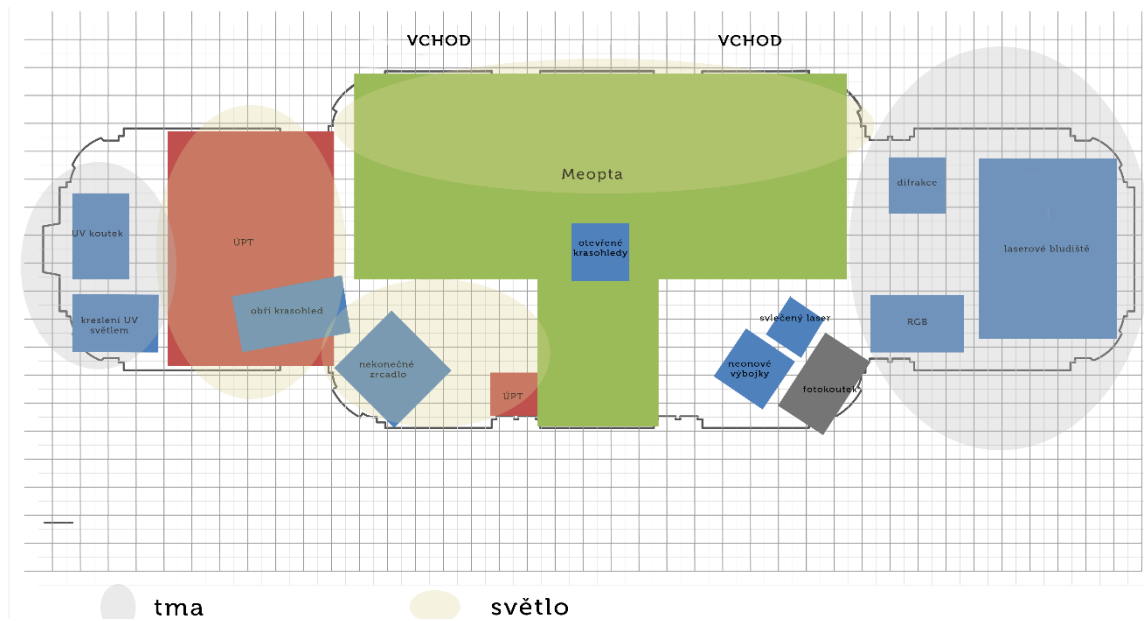 VCHOD
VCHOD
Meopta
difrakce
UV koutek
ÚPT
otevřené
krasohledy
laserové bludiště
obří krasohled
kreslení UV
světlem
svlečený laser
RGB
nekonečné
zrcadlo
neonové
výbojky
fotokoutek
ÚPT
tma
světlo